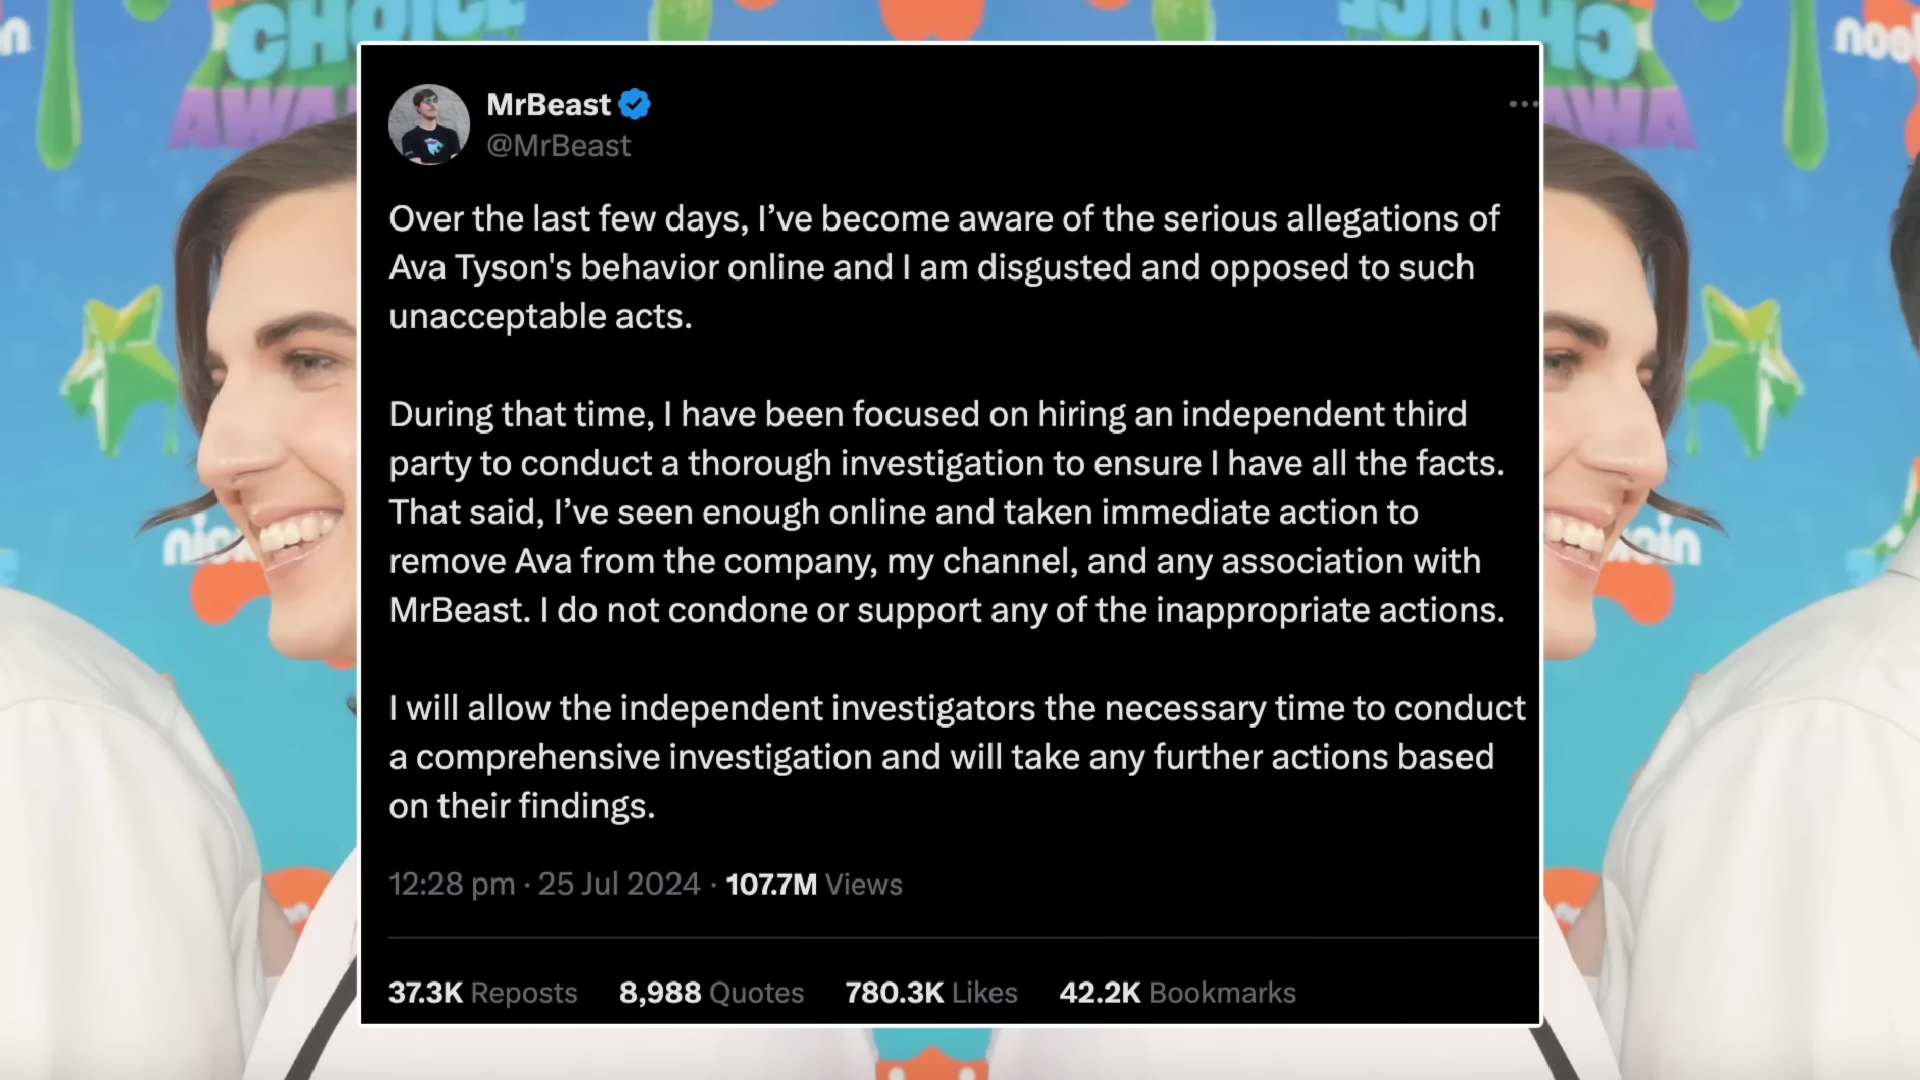 CHOICE
CHOICE
AWA
AWA
MrBeast
@MrBeast
Over the last few days, I’ve become aware of the serious allegations of
Ava Tyson's behavior online and I am disgusted and opposed to such
unacceptable acts.
During that time, I have been focused on hiring an independent third
party to conduct a thorough investigation to ensure I have all the facts.
That said, I’ve seen enough online and taken immediate action to
remove Ava from the company, my channel, and any association with
MrBeast. I do not condone or support any of the inappropriate actions.
I will allow the independent investigators the necessary time to conduct
a comprehensive investigation and will take any further actions based
on their findings.
12:28 pm · 25 Jul 2024 · 107.7M Views
37.3K Reposts 8,988 Quotes 780.3K Likes 42.2K Bookmarks